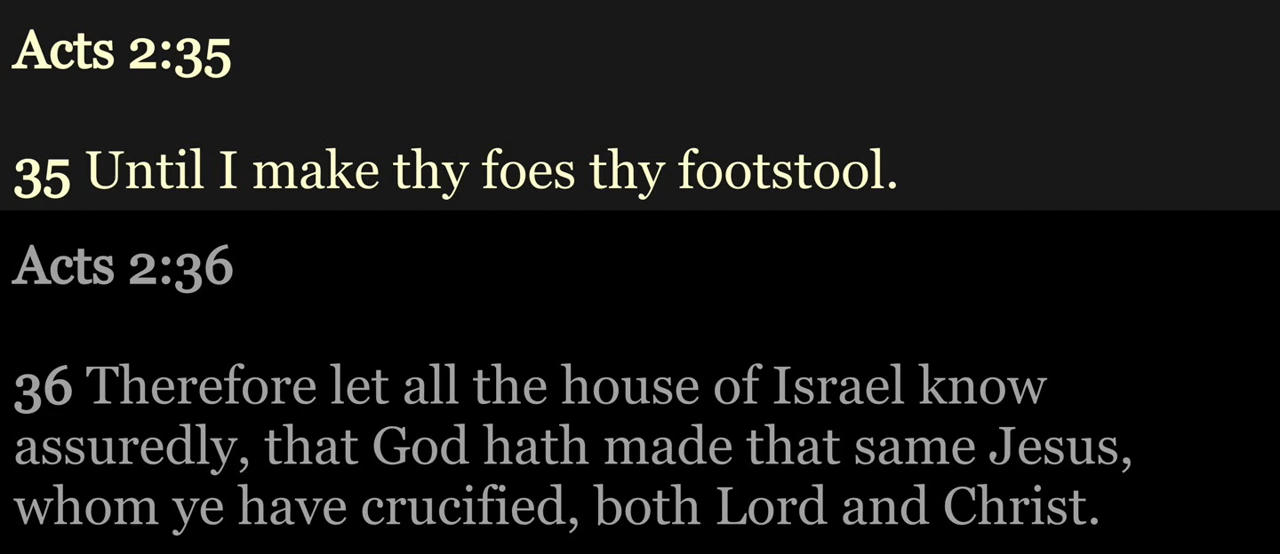 Acts 2:35
35 Until I make thy foes thy footstool.
Acts 2:36
36 Therefore let all the house of Israel know
assuredly, that God hath made that same Jesus,
whom ye have crucified, both Lord and Christ.